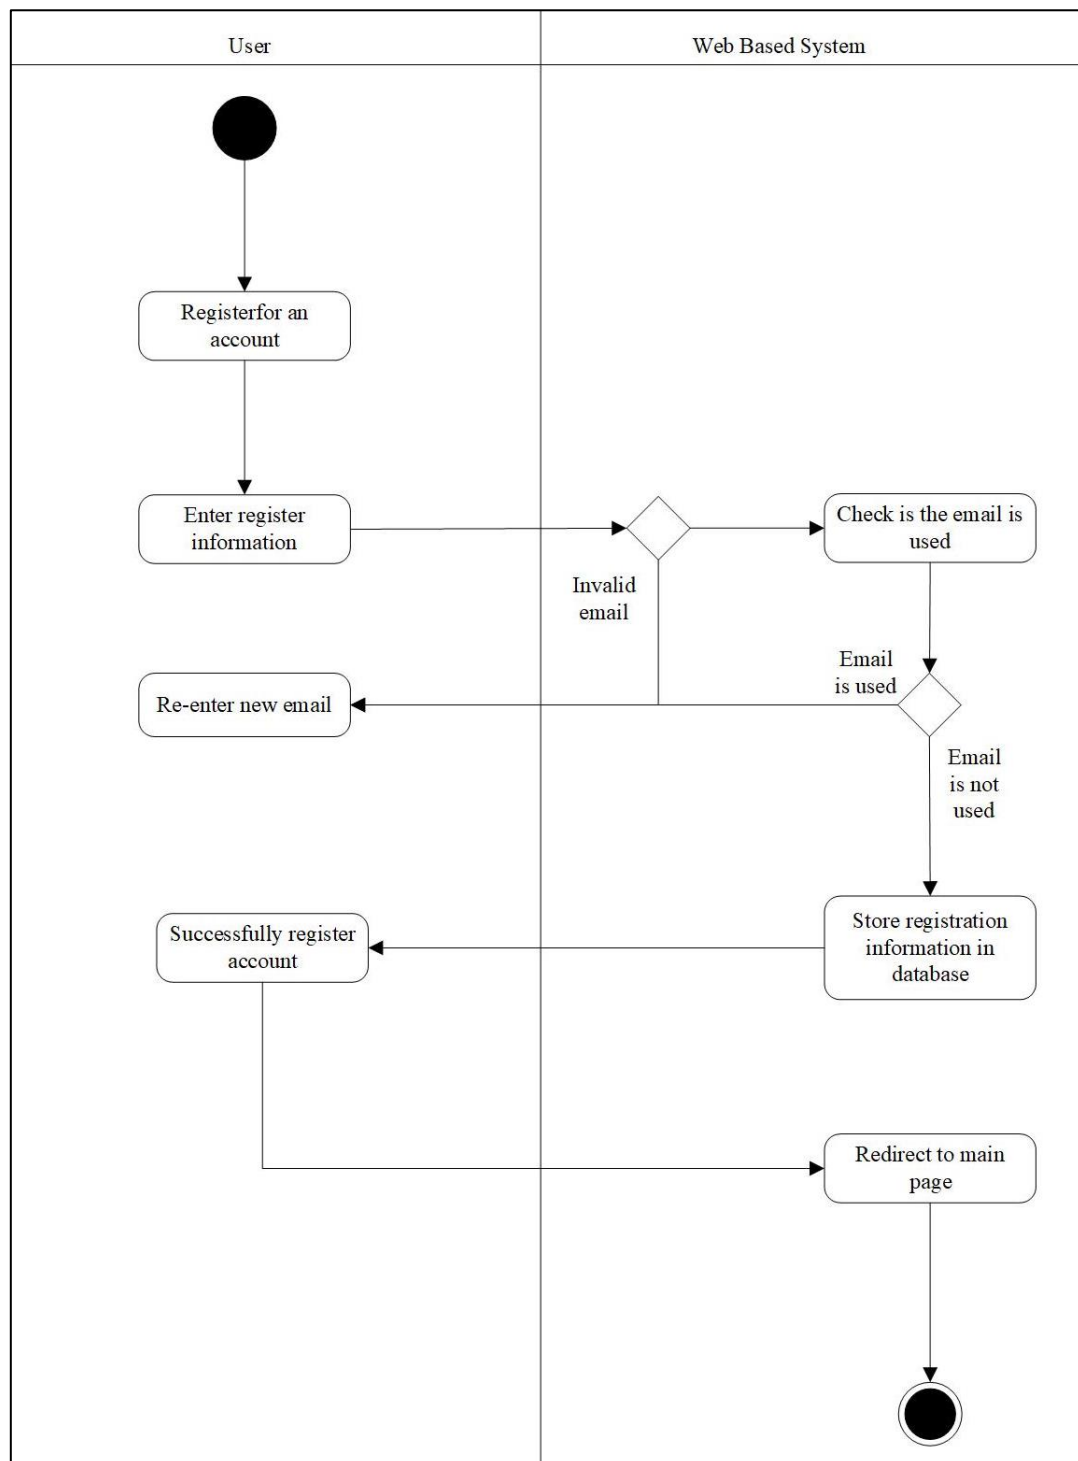 User
Web Based System
Registerfor an
account
Enter register
information
Check is the email is
used
Invalid
email
Email
is used
Re-enter new email
Email
is not
used
Successfully register
account
Store registration
information in
database
Redirect to main
page